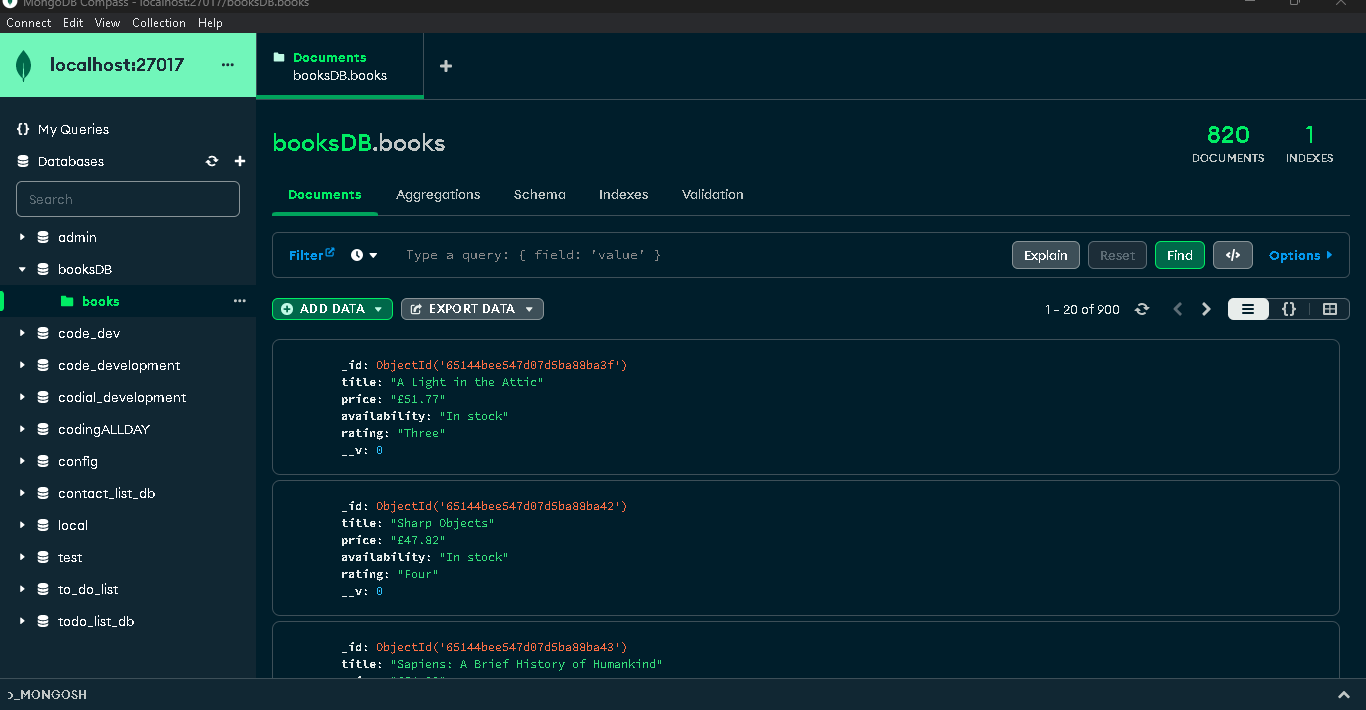 MongoDB Compass - localhost:27017/booksDB.books
Connect Edit View Collection Help
localhost:27017 ...
Documents
booksDB.books
{} My Queries
Databases
Search
admin
booksDB
books ...
code_dev
code_development
codial_development
codingALLDAY
config
contact_list_db
local
test
to_do_list
todo_list_db
booksDB.books
820 DOCUMENTS
1 INDEXES
Documents Aggregations Schema Indexes Validation
Filter Type a query: { field: 'value' } Explain Reset Find </> Options
ADD DATA EXPORT DATA 1 – 20 of 900 {}
_id: ObjectId('65144bee547d07d5ba88ba3f')
title: "A Light in the Attic"
price: "£51.77"
availability: "In stock"
rating: "Three"
__v: 0
_id: ObjectId('65144bee547d07d5ba88ba42')
title: "Sharp Objects"
price: "£47.82"
availability: "In stock"
rating: "Four"
__v: 0
_id: ObjectId('65144bee547d07d5ba88ba43')
title: "Sapiens: A Brief History of Humankind"
>_MONGOSH